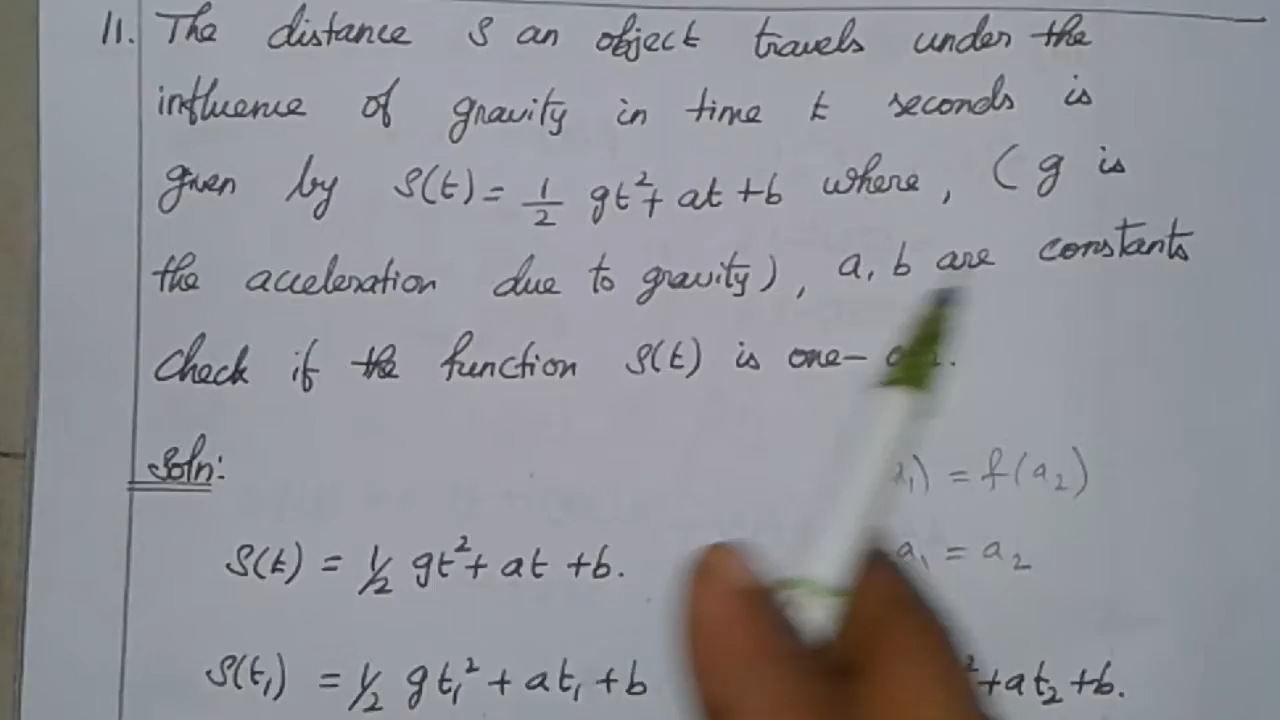 11. The distance S an object travels under the
influence of gravity in time t seconds is
given by S(t) = 1/2 gt² + at + b where, ( g is
the acceleration due to gravity), a, b are constants
Check if the function S(t) is one-
Soln:
= f(a₂)
S(t) = 1/2 gt² + at + b.
a₁ = a₂
S(t₁) = 1/2 gt₁² + at₁ + b
+ at₂ + b.